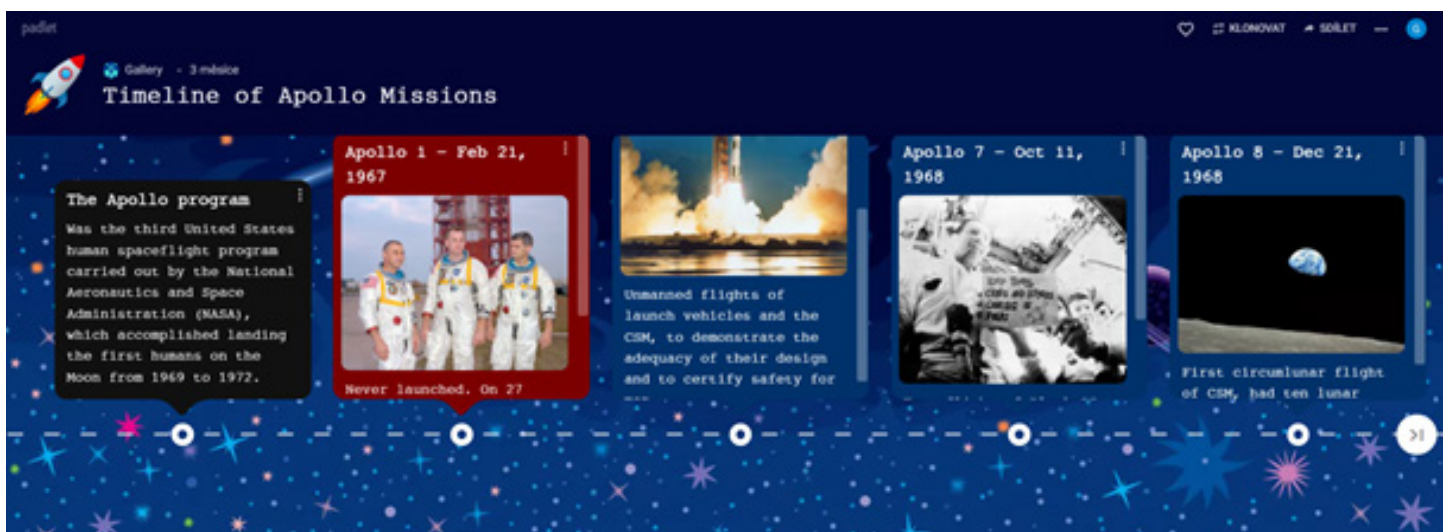 padlet
KLONOVAT
SDÍLET
G
Gallery • 3 měsíce
Timeline of Apollo Missions
The Apollo program
Was the third United States
human spaceflight program
carried out by the National
Aeronautics and Space
Administration (NASA),
which accomplished landing
the first humans on the
Moon from 1969 to 1972.
Apollo 1 – Feb 21,
1967
Never launched. On 27
Unmanned flights of
launch vehicles and the
CSM, to demonstrate the
adequacy of their design
and to certify safety for
Apollo 7 – Oct 11,
1968
Apollo 8 – Dec 21,
1968
First circumlunar flight
of CSM, had ten lunar